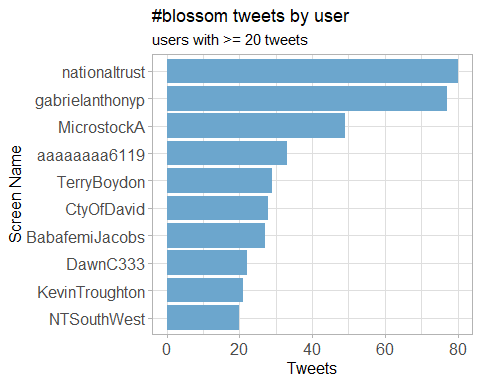 #blossom tweets by user
users with >= 20 tweets
Screen Name
nationaltrust
gabrielanthonyp
MicrostockA
aaaaaaaa6119
TerryBoydon
CtyOfDavid
BabafemiJacobs
DawnC333
KevinTroughton
NTSouthWest
0 20 40 60 80
Tweets